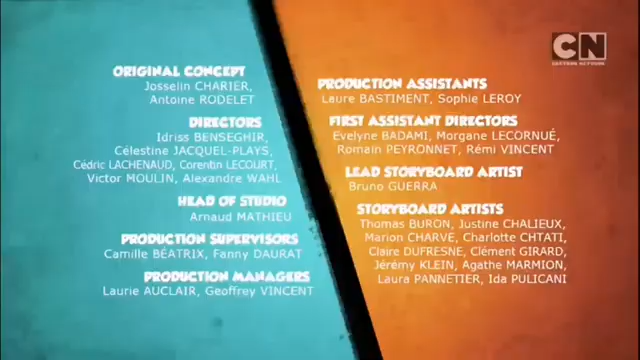 ORIGINAL CONCEPT
Josselin CHARIER,
Antoine RODELET
DIRECTORS
Idriss BENSEGHIR,
Célestine JACQUEL-PLAYS,
Cédric LACHENAUD, Corentin LECOURT,
Victor MOULIN, Alexandre WAHL
HEAD OF STUDIO
Arnaud MATHIEU
PRODUCTION SUPERVISORS
Camille BÉATRIX, Fanny DAURAT
PRODUCTION MANAGERS
Laurie AUCLAIR, Geoffrey VINCENT
CN
CARTOON NETWORK
PRODUCTION ASSISTANTS
Laure BASTIMENT, Sophie LEROY
FIRST ASSISTANT DIRECTORS
Evelyne BADAMI, Morgane LECORNUÉ,
Romain PEYRONNET, Rémi VINCENT
LEAD STORYBOARD ARTIST
Bruno GUERRA
STORYBOARD ARTISTS
Thomas BURON, Justine CHALIEUX,
Marion CHARVE, Charlotte CHTATI,
Claire DUFRESNE, Clément GIRARD,
Jérémy KLEIN, Agathe MARMION,
Laura PANNETIER, Ida PULICANI